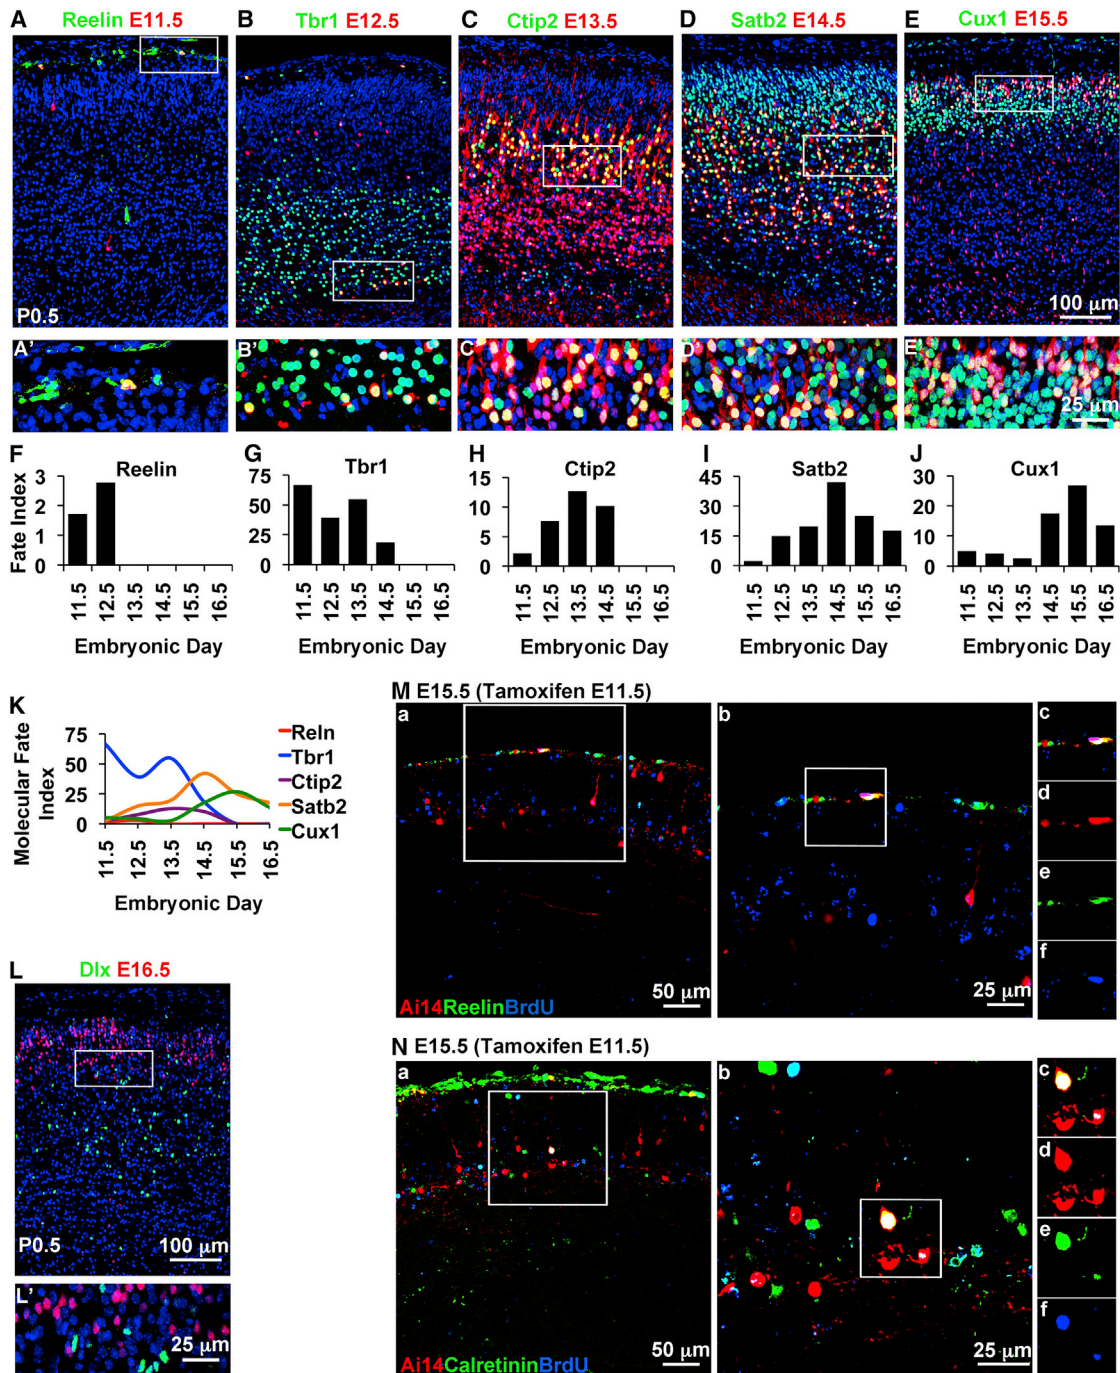 A Reelin E11.5
B Tbr1 E12.5
C Ctip2 E13.5
D Satb2 E14.5
E Cux1 E15.5
P0.5
100 μm
A'
B'
C'
D'
E'
25 μm
F Reelin
G Tbr1
H Ctip2
I Satb2
J Cux1
Fate Index
3
2
1
0
75
50
25
0
15
10
5
0
45
30
15
0
30
20
10
0
11.5 12.5 13.5 14.5 15.5 16.5
11.5 12.5 13.5 14.5 15.5 16.5
11.5 12.5 13.5 14.5 15.5 16.5
11.5 12.5 13.5 14.5 15.5 16.5
11.5 12.5 13.5 14.5 15.5 16.5
Embryonic Day
Embryonic Day
Embryonic Day
Embryonic Day
Embryonic Day
K
Molecular Fate
Index
75
50
25
0
11.5 12.5 13.5 14.5 15.5 16.5
Embryonic Day
Reln
Tbr1
Ctip2
Satb2
Cux1
L Dlx E16.5
P0.5
100 μm
L'
25 μm
M E15.5 (Tamoxifen E11.5)
a
b
c
d
e
f
Ai14ReelinBrdU
50 μm
25 μm
N E15.5 (Tamoxifen E11.5)
a
b
c
d
e
f
Ai14CalretininBrdU
50 μm
25 μm